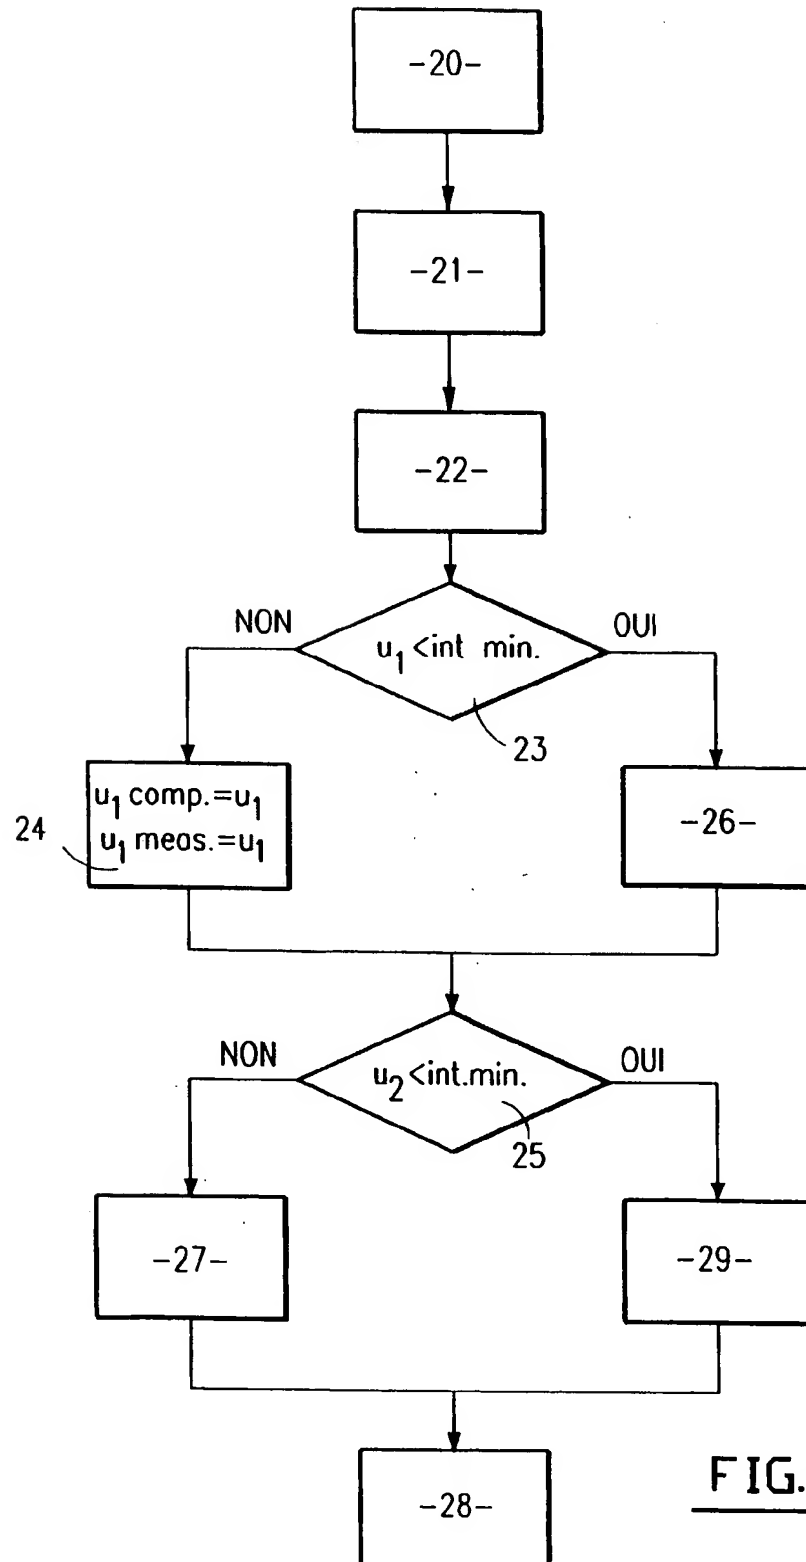 -20-
-21-
-22-
NON
OUI
u₁ <int min.
23
u₁ comp.=u₁
u₁ meas.=u₁
24
-26-
NON
OUI
u₂ <int.min.
25
-27-
-29-
-28-
FIG.